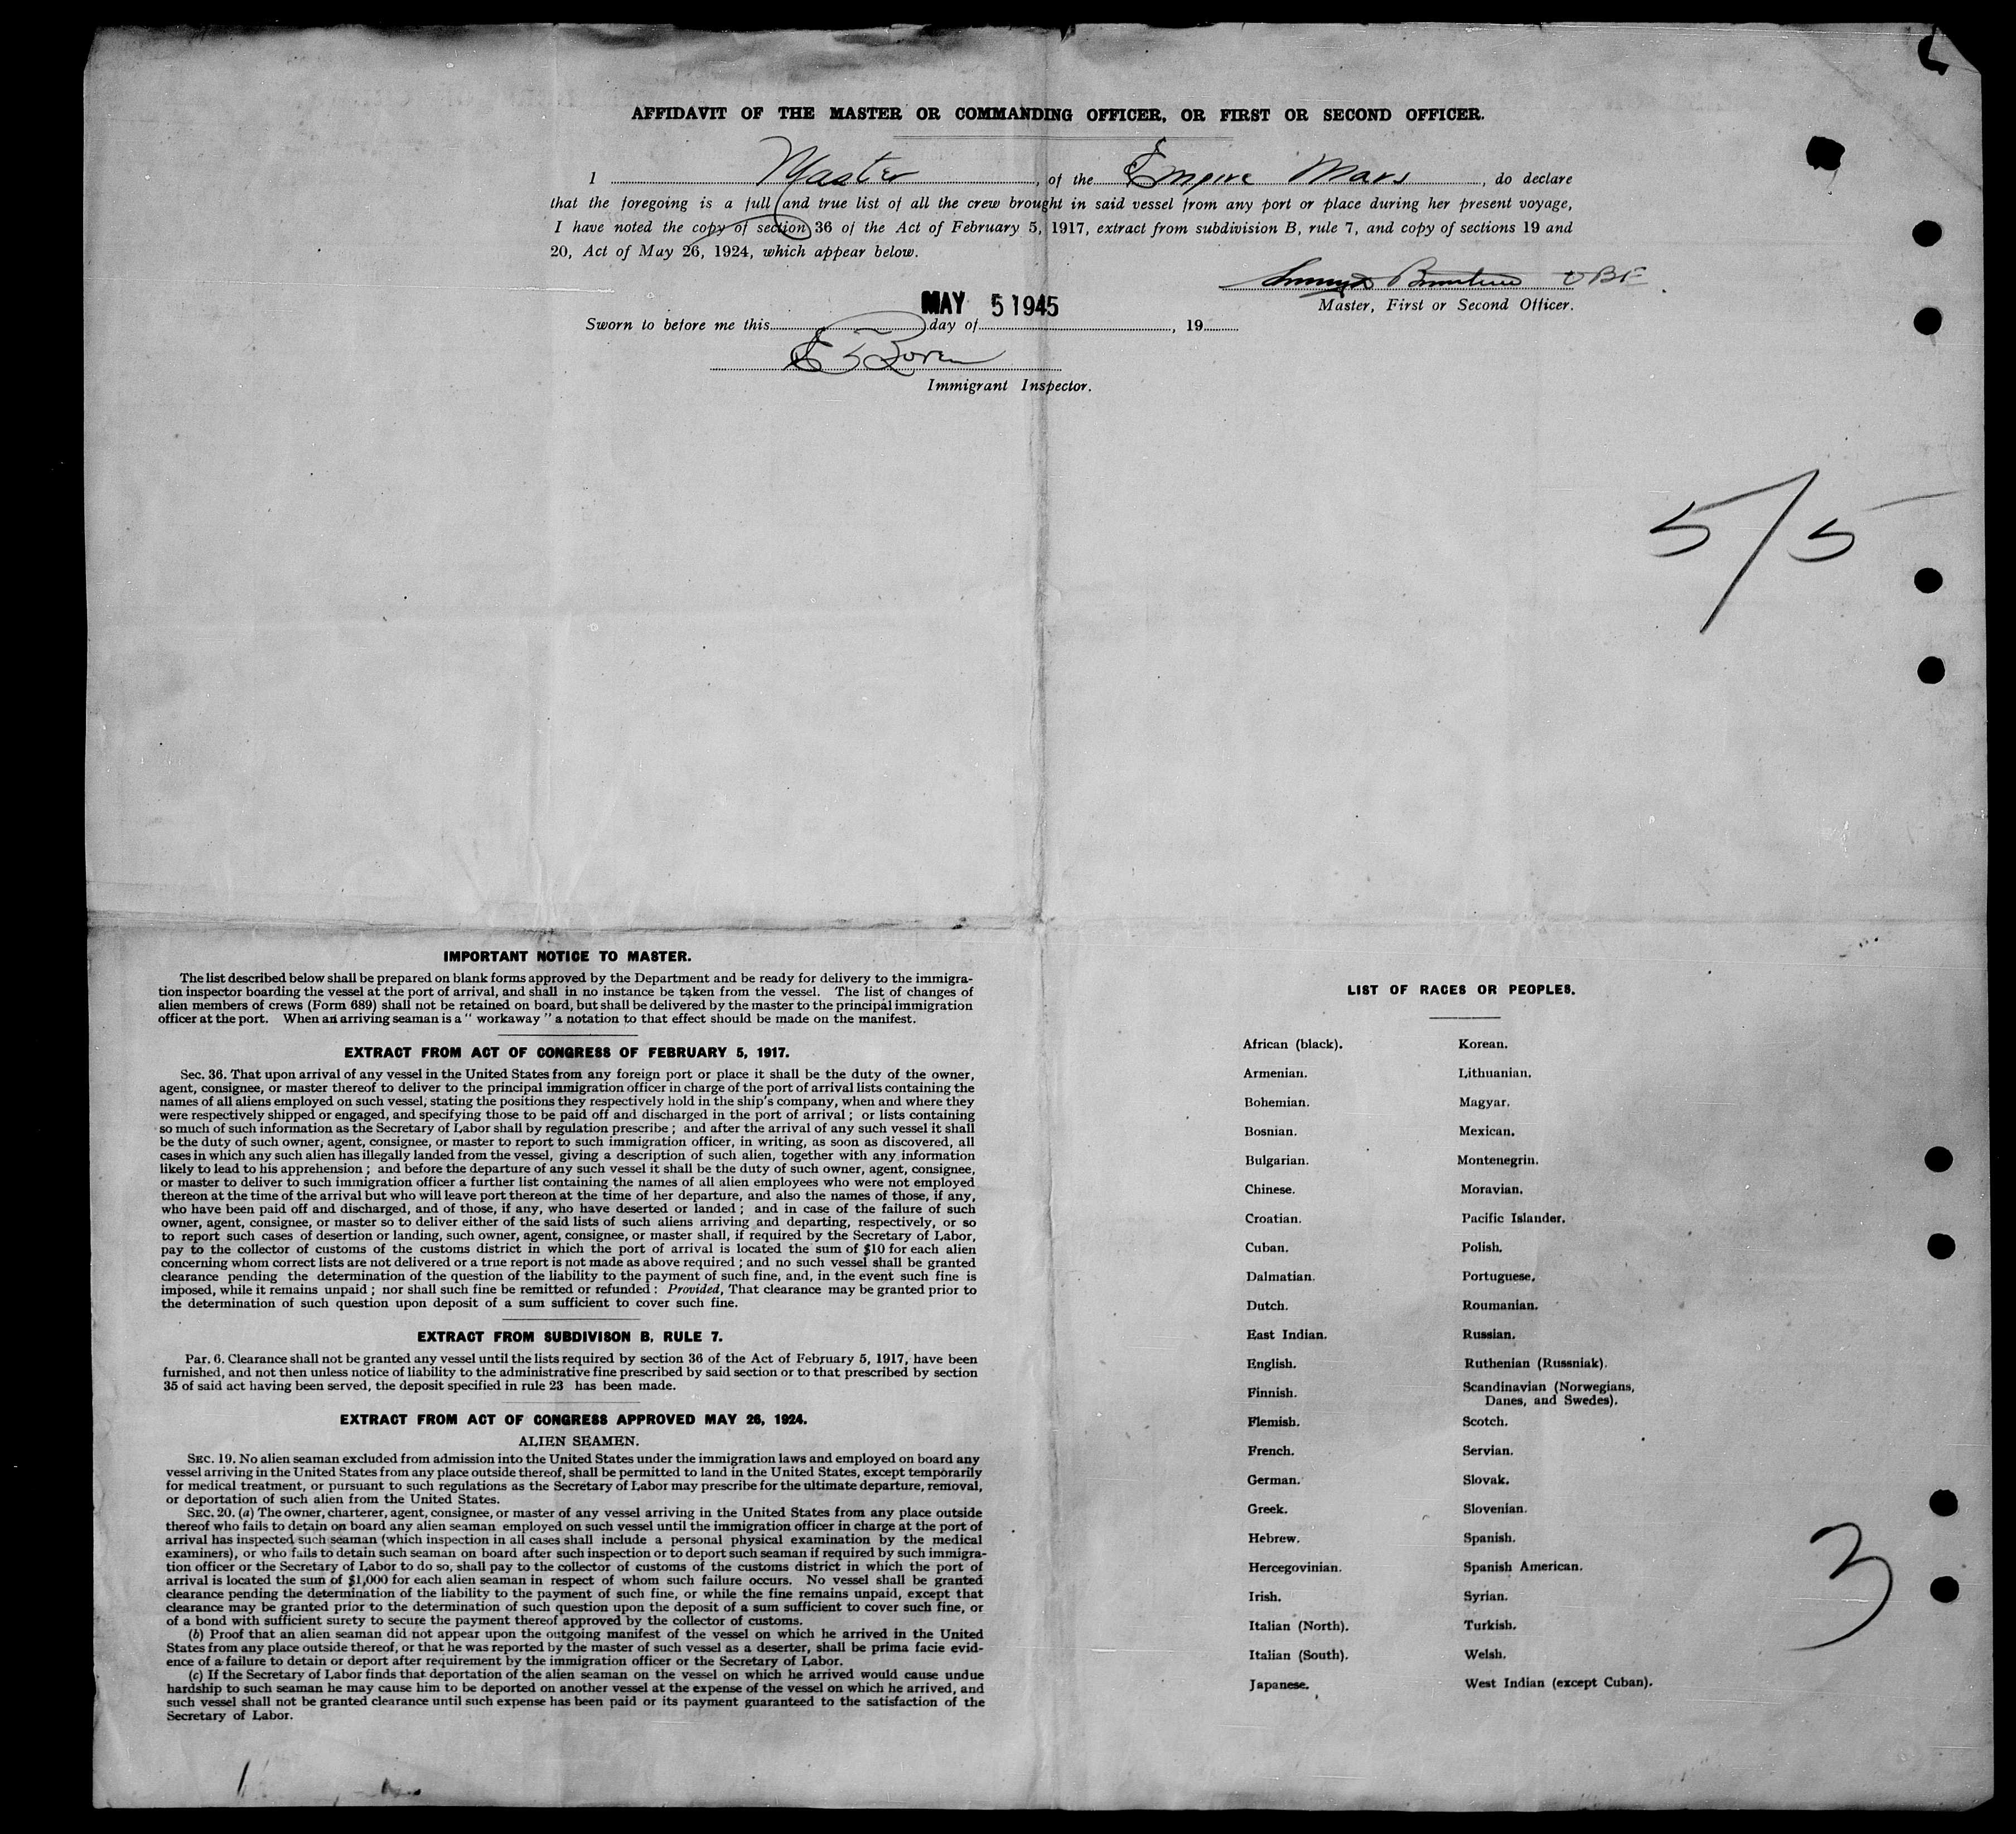 AFFIDAVIT OF THE MASTER OR COMMANDING OFFICER, OR FIRST OR SECOND OFFICER.
I Master, of the Empire Mars, do declare
that the foregoing is a full and true list of all the crew brought in said vessel from any port or place during her present voyage,
I have noted the copy of section 36 of the Act of February 5, 1917, extract from subdivision B, rule 7, and copy of sections 19 and
20, Act of May 26, 1924, which appear below.
OBE
Master, First or Second Officer.
MAY 5 1945
Sworn to before me this day of , 19
Immigrant Inspector.
5/5
IMPORTANT NOTICE TO MASTER.
The list described below shall be prepared on blank forms approved by the Department and be ready for delivery to the immigra-
tion inspector boarding the vessel at the port of arrival, and shall in no instance be taken from the vessel. The list of changes of
alien members of crews (Form 689) shall not be retained on board, but shall be delivered by the master to the principal immigration
officer at the port. When an arriving seaman is a "workaway" a notation to that effect should be made on the manifest.
EXTRACT FROM ACT OF CONGRESS OF FEBRUARY 5, 1917.
Sec. 36. That upon arrival of any vessel in the United States from any foreign port or place it shall be the duty of the owner,
agent, consignee, or master thereof to deliver to the principal immigration officer in charge of the port of arrival lists containing the
names of all aliens employed on such vessel, stating the positions they respectively hold in the ship's company, when and where they
were respectively shipped or engaged, and specifying those to be paid off and discharged in the port of arrival; or lists containing
so much of such information as the Secretary of Labor shall by regulation prescribe; and after the arrival of any such vessel it shall
be the duty of such owner, agent, consignee, or master to report to such immigration officer, in writing, as soon as discovered, all
cases in which any such alien has illegally landed from the vessel, giving a description of such alien, together with any information
likely to lead to his apprehension; and before the departure of any such vessel it shall be the duty of such owner, agent, consignee,
or master to deliver to such immigration officer a further list containing the names of all alien employees who were not employed
thereon at the time of the arrival but who will leave port thereon at the time of her departure, and also the names of those, if any,
who have been paid off and discharged, and of those, if any, who have deserted or landed; and in case of the failure of such
owner, agent, consignee, or master so to deliver either of the said lists of such aliens arriving and departing, respectively, or so
to report such cases of desertion or landing, such owner, agent, consignee, or master shall, if required by the Secretary of Labor,
pay to the collector of customs of the customs district in which the port of arrival is located the sum of $10 for each alien
concerning whom correct lists are not delivered or a true report is not made as above required; and no such vessel shall be granted
clearance pending the determination of the question of the liability to the payment of such fine, and, in the event such fine is
imposed, while it remains unpaid; nor shall such fine be remitted or refunded: Provided, That clearance may be granted prior to
the determination of such question upon deposit of a sum sufficient to cover such fine.
EXTRACT FROM SUBDIVISON B, RULE 7.
Par. 6. Clearance shall not be granted any vessel until the lists required by section 36 of the Act of February 5, 1917, have been
furnished, and not then unless notice of liability to the administrative fine prescribed by said section or to that prescribed by section
35 of said act having been served, the deposit specified in rule 23 has been made.
EXTRACT FROM ACT OF CONGRESS APPROVED MAY 26, 1924.
ALIEN SEAMEN.
SEC. 19. No alien seaman excluded from admission into the United States under the immigration laws and employed on board any
vessel arriving in the United States from any place outside thereof, shall be permitted to land in the United States, except temporarily
for medical treatment, or pursuant to such regulations as the Secretary of Labor may prescribe for the ultimate departure, removal,
or deportation of such alien from the United States.
SEC. 20. (a) The owner, charterer, agent, consignee, or master of any vessel arriving in the United States from any place outside
thereof who fails to detain on board any alien seaman employed on such vessel until the immigration officer in charge at the port of
arrival has inspected such seaman (which inspection in all cases shall include a personal physical examination by the medical
examiners), or who fails to detain such seaman on board after such inspection or to deport such seaman if required by such immigra-
tion officer or the Secretary of Labor to do so, shall pay to the collector of customs of the customs district in which the port of
arrival is located the sum of $1,000 for each alien seaman in respect of whom such failure occurs. No vessel shall be granted
clearance pending the determination of the liability to the payment of such fine, or while the fine remains unpaid, except that
clearance may be granted prior to the determination of such question upon the deposit of a sum sufficient to cover such fine, or
of a bond with sufficient surety to secure the payment thereof approved by the collector of customs.
(b) Proof that an alien seaman did not appear upon the outgoing manifest of the vessel on which he arrived in the United
States from any place outside thereof, or that he was reported by the master of such vessel as a deserter, shall be prima facie evid-
ence of a failure to detain or deport after requirement by the immigration officer or the Secretary of Labor.
(c) If the Secretary of Labor finds that deportation of the alien seaman on the vessel on which he arrived would cause undue
hardship to such seaman he may cause him to be deported on another vessel at the expense of the vessel on which he arrived, and
such vessel shall not be granted clearance until such expense has been paid or its payment guaranteed to the satisfaction of the
Secretary of Labor.
LIST OF RACES OR PEOPLES.
African (black).
Armenian.
Bohemian.
Bosnian.
Bulgarian.
Chinese.
Croatian.
Cuban.
Dalmatian.
Dutch.
East Indian.
English.
Finnish.
Flemish.
French.
German.
Greek.
Hebrew.
Hercegovinian.
Irish.
Italian (North).
Italian (South).
Japanese.
Korean.
Lithuanian.
Magyar.
Mexican.
Montenegrin.
Moravian.
Pacific Islander.
Polish.
Portuguese.
Roumanian.
Russian.
Ruthenian (Russniak).
Scandinavian (Norwegians,
Danes, and Swedes).
Scotch.
Servian.
Slovak.
Slovenian.
Spanish.
Spanish American.
Syrian.
Turkish.
Welsh.
West Indian (except Cuban).
3